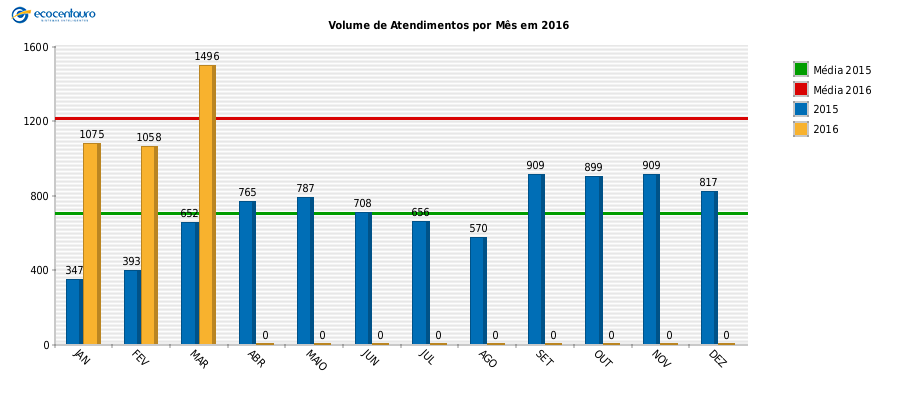 ecocentauro
Volume de Atendimentos por Mês em 2016
1600
1200
800
400
0
347
1075
393
1058
652
1496
765
0
787
0
708
0
656
0
570
0
909
0
899
0
909
0
817
0
JAN
FEV
MAR
ABR
MAIO
JUN
JUL
AGO
SET
OUT
NOV
DEZ
Média 2015
Média 2016
2015
2016